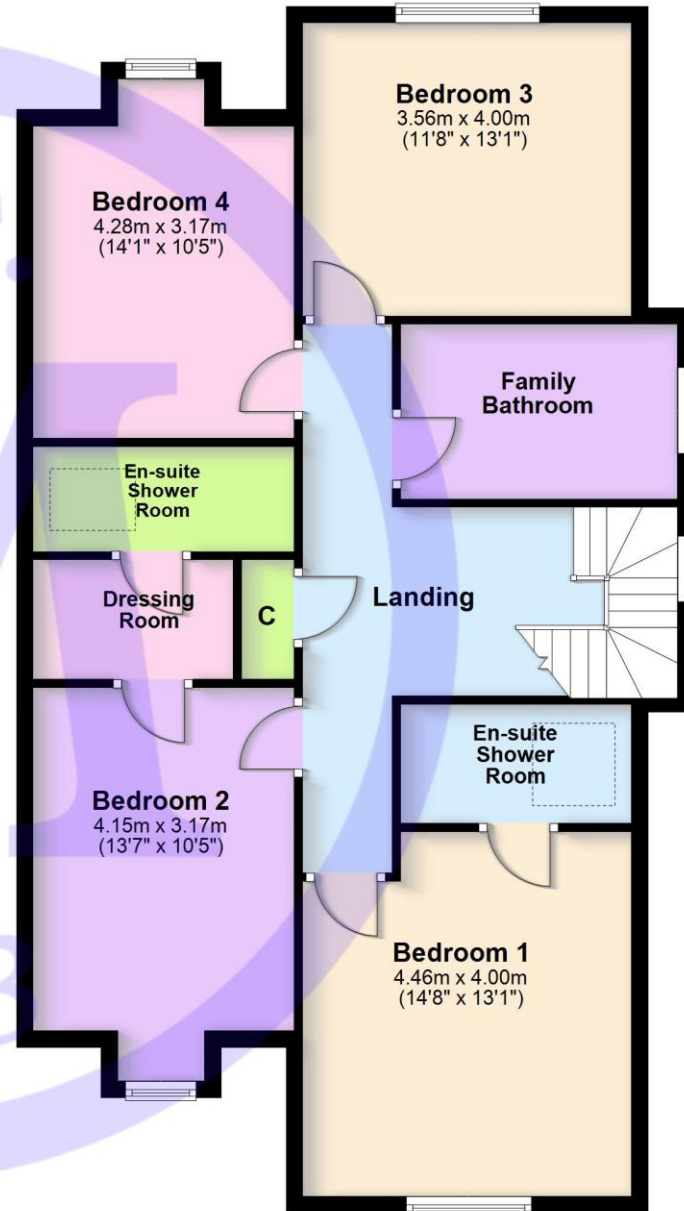 Bedroom 3
3.56m x 4.00m
(11'8" x 13'1")
Bedroom 4
4.28m x 3.17m
(14'1" x 10'5")
Family
Bathroom
En-suite
Shower
Room
Dressing
Room
C
Landing
En-suite
Shower
Room
Bedroom 2
4.15m x 3.17m
(13'7" x 10'5")
Bedroom 1
4.46m x 4.00m
(14'8" x 13'1")